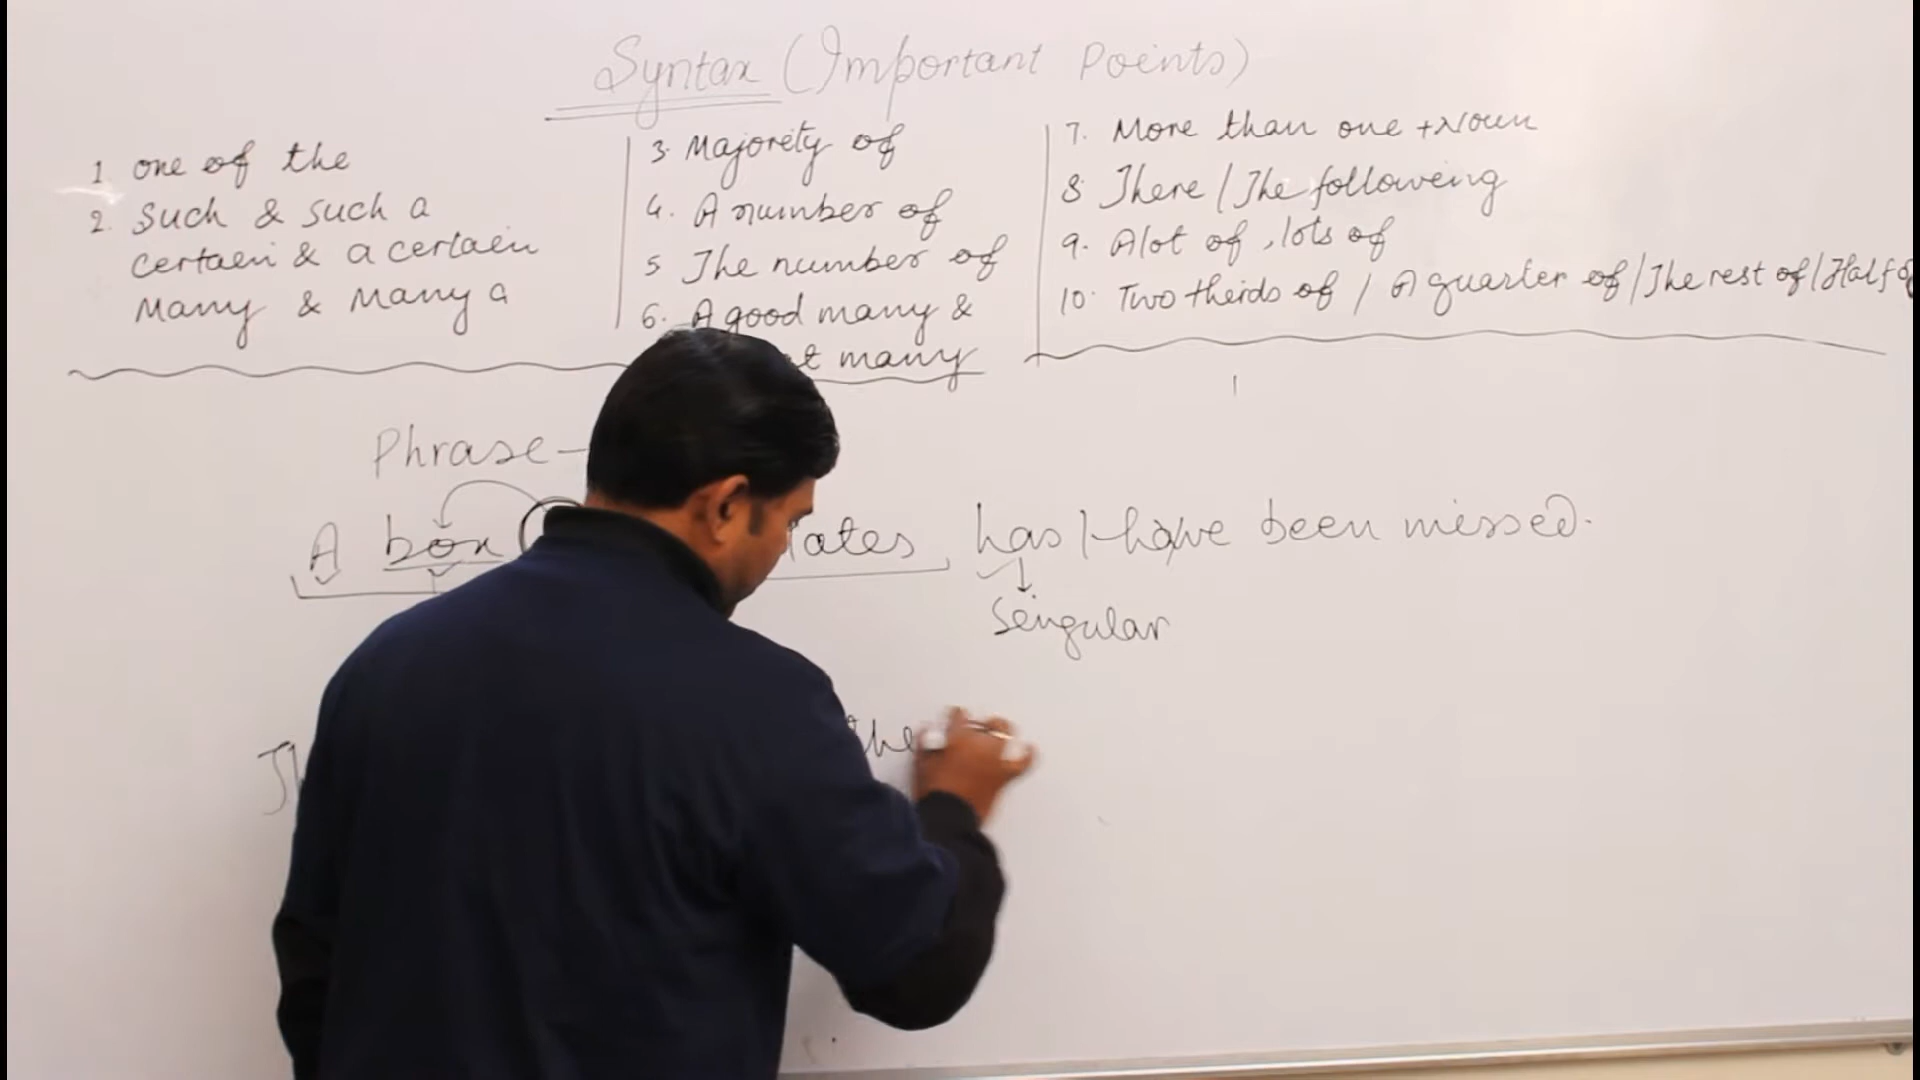 Syntax (Important Points)
1. one of the
2. Such & such a
certain & a certain
Many & Many a
3. Majority of
4. A number of
5. The number of
6. A good many &
many
7. More than one + Noun
8. There / The following
9. A lot of, lots of
10. Two thirds of / A quarter of / The rest of / Half of
Phrase -
A box has / have been missed.
Singular
the